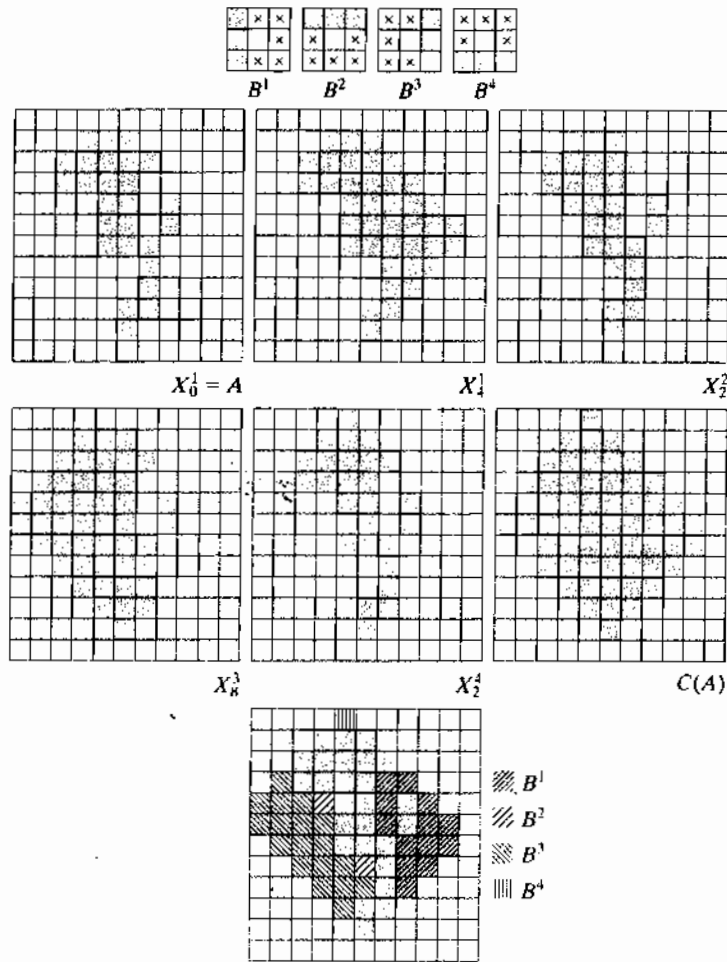 × × × × × × × × × ×
× × × × × ×
× × × × × × ×
B¹ B² B³ B⁴
X₀¹ = A X₄¹ X₂²
X₈³ X₂⁴ C(A)
B¹
B²
B³
B⁴